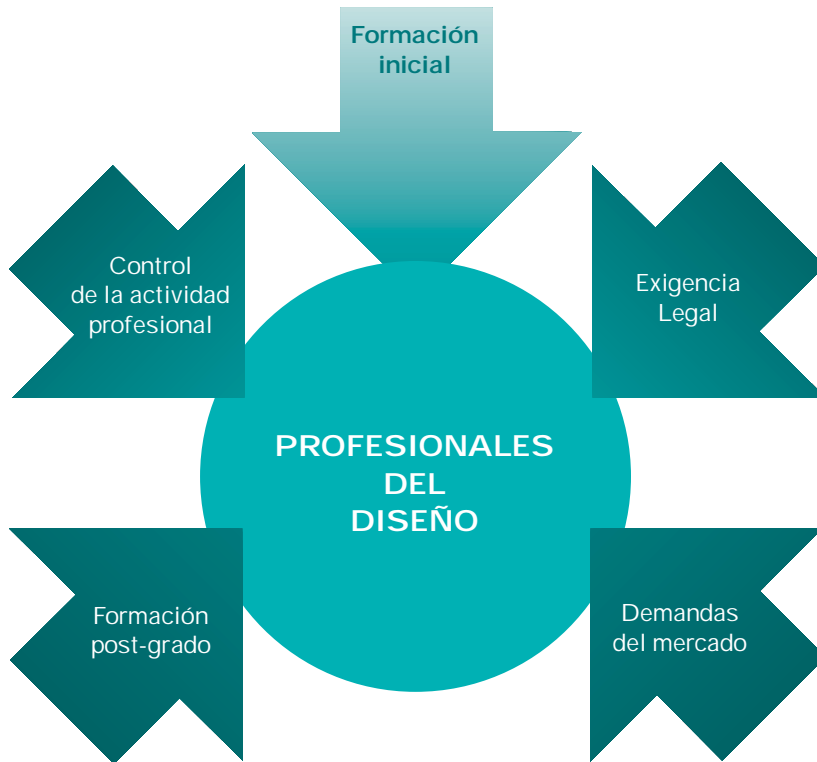 Formación
inicial
Control
de la actividad
profesional
Exigencia
Legal
PROFESIONALES
DEL
DISEÑO
Formación
post-grado
Demandas
del mercado